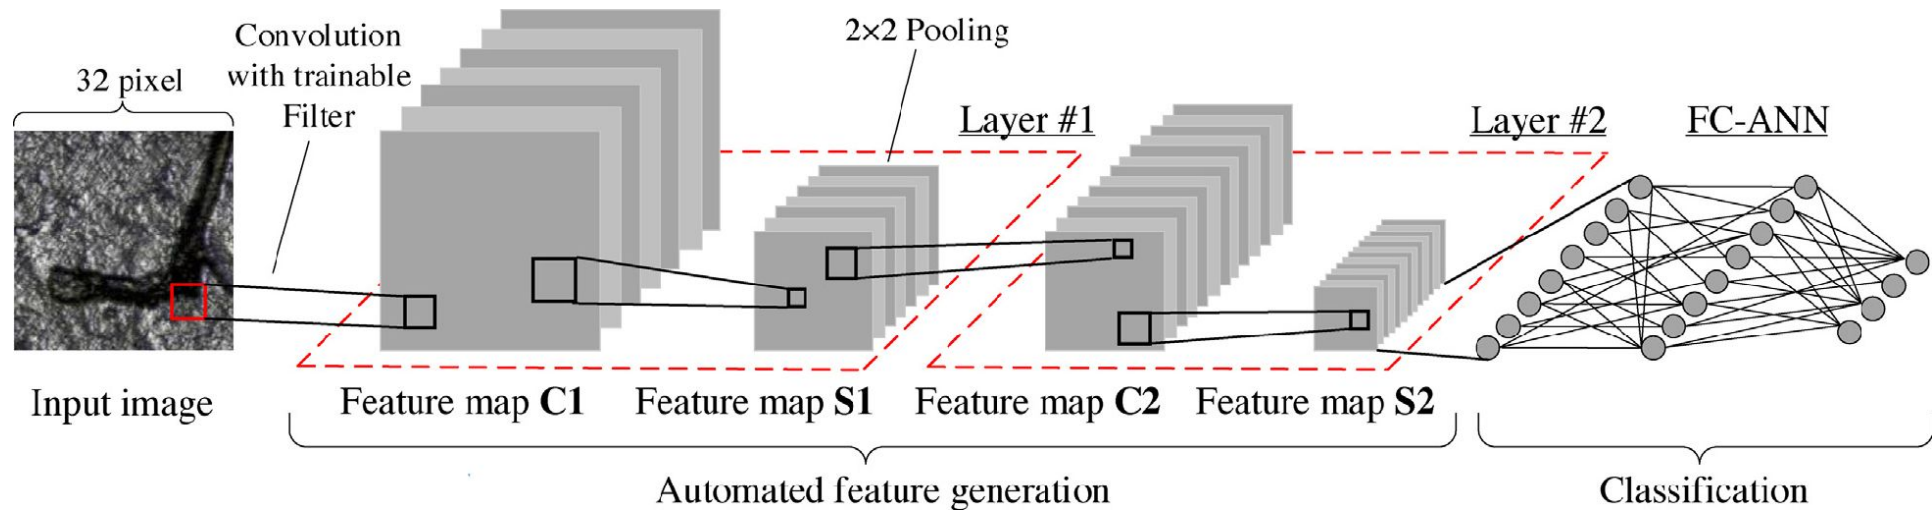 32 pixel
Convolution
with trainable
Filter
2×2 Pooling
Layer #1
Layer #2
FC-ANN
Input image
Feature map C1
Feature map S1
Feature map C2
Feature map S2
Automated feature generation
Classification